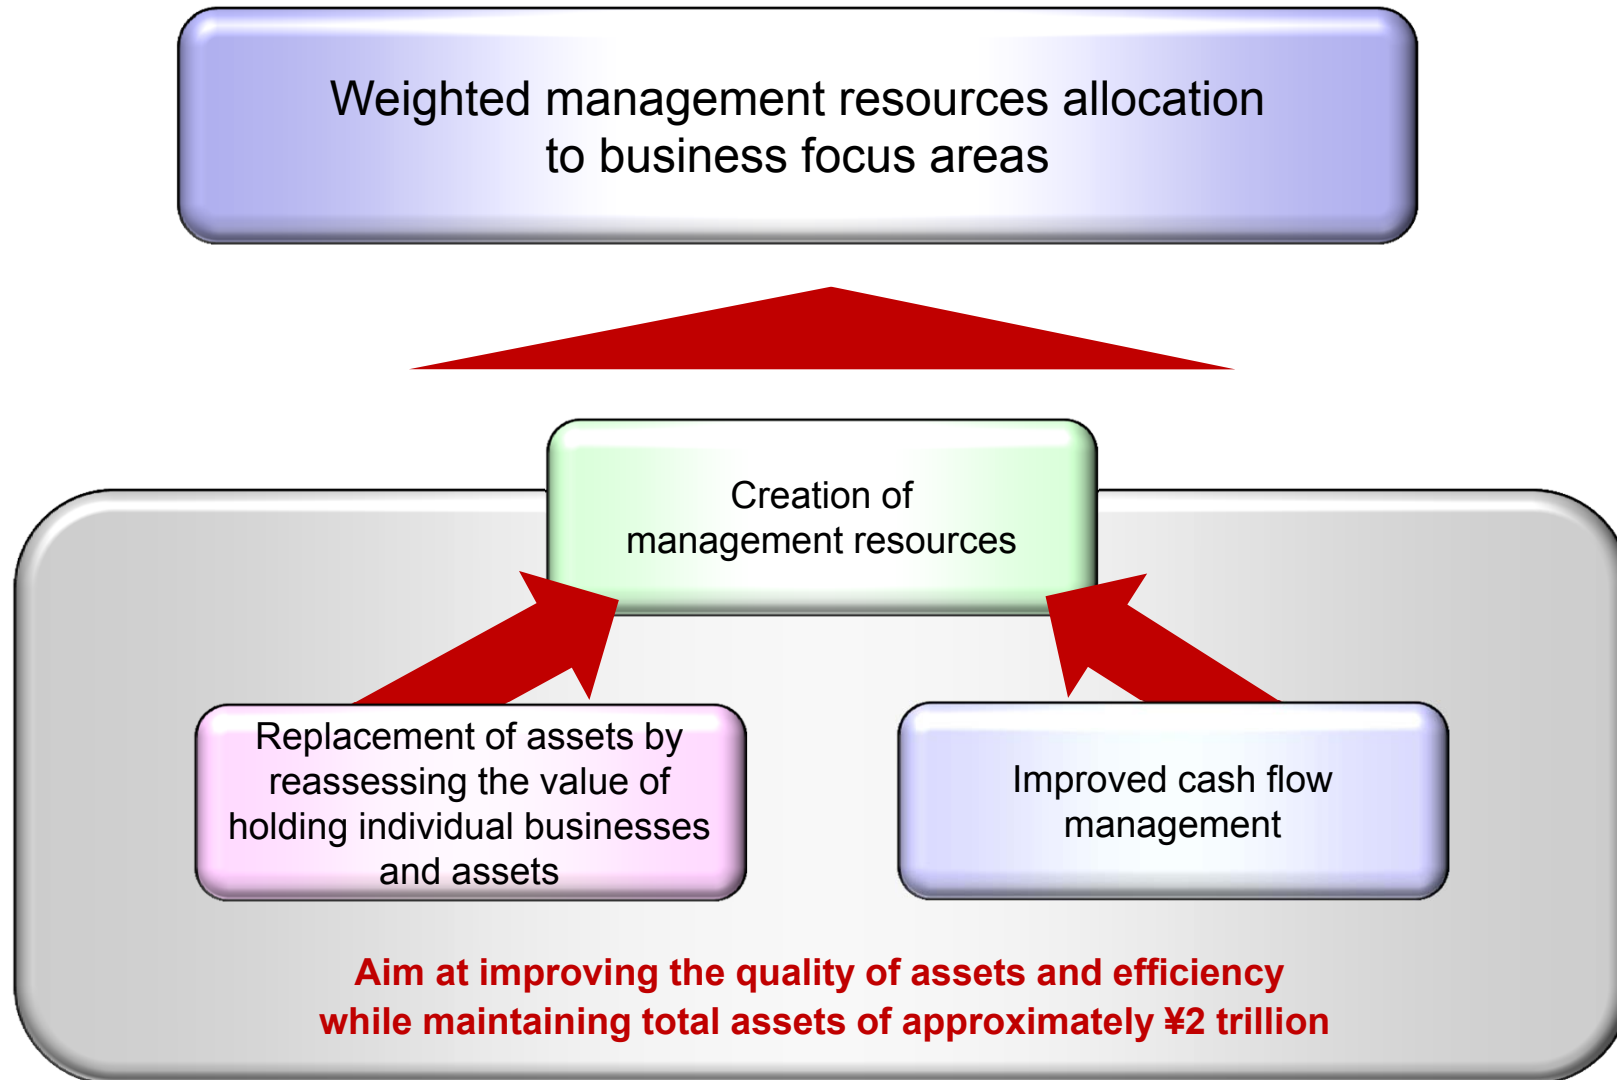 Weighted management resources allocation
to business focus areas
Creation of
management resources
Replacement of assets by
reassessing the value of
holding individual businesses
and assets
Improved cash flow
management
Aim at improving the quality of assets and efficiency
while maintaining total assets of approximately ¥2 trillion